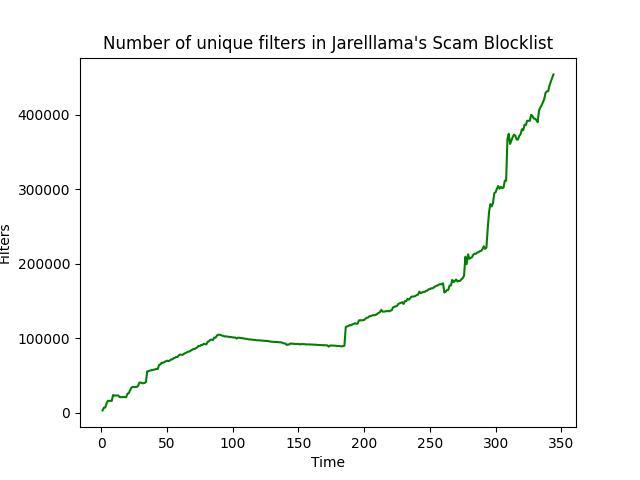 Number of unique filters in Jarelllama's Scam Blocklist
400000
300000
200000
100000
0
Filters
0 50 100 150 200 250 300 350
Time